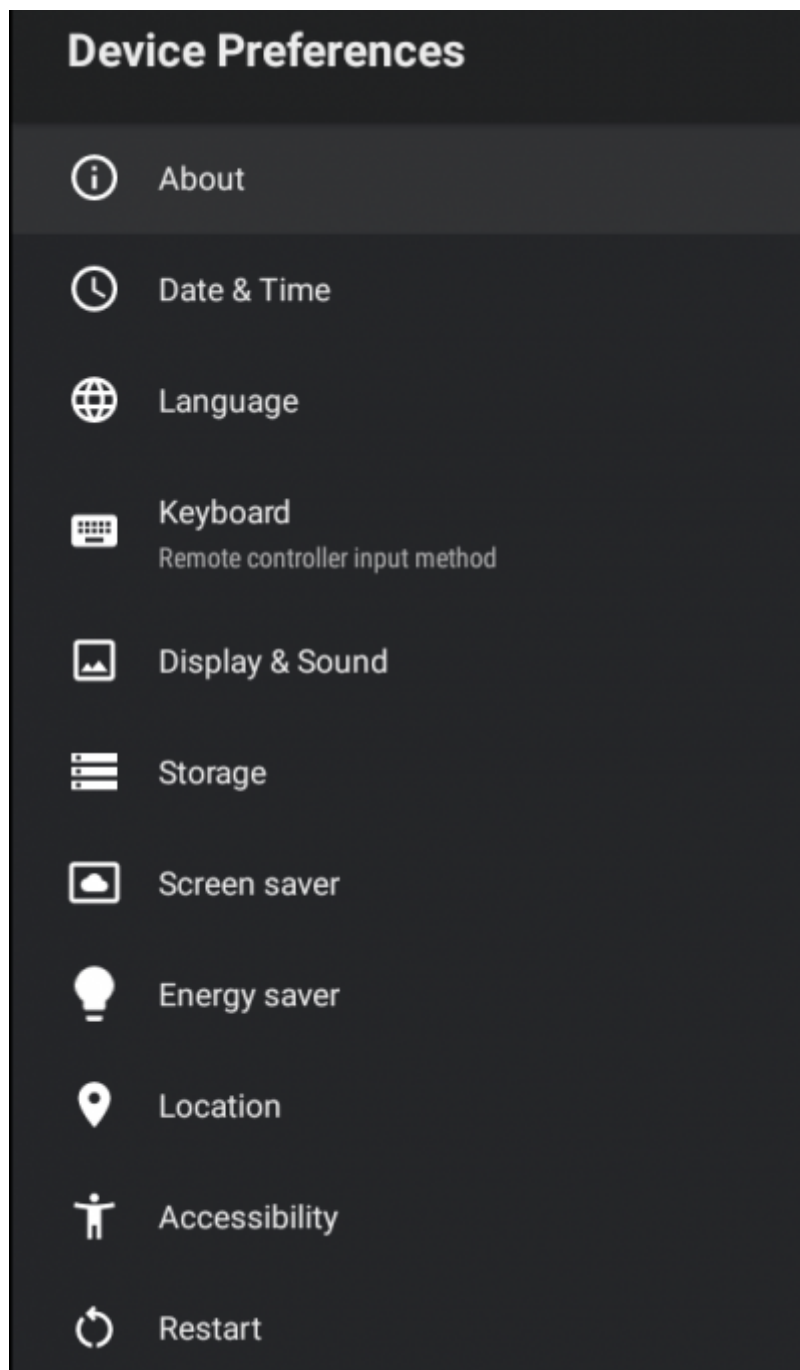 Device Preferences
About
Date & Time
Language
Keyboard
Remote controller input method
Display & Sound
Storage
Screen saver
Energy saver
Location
Accessibility
Restart